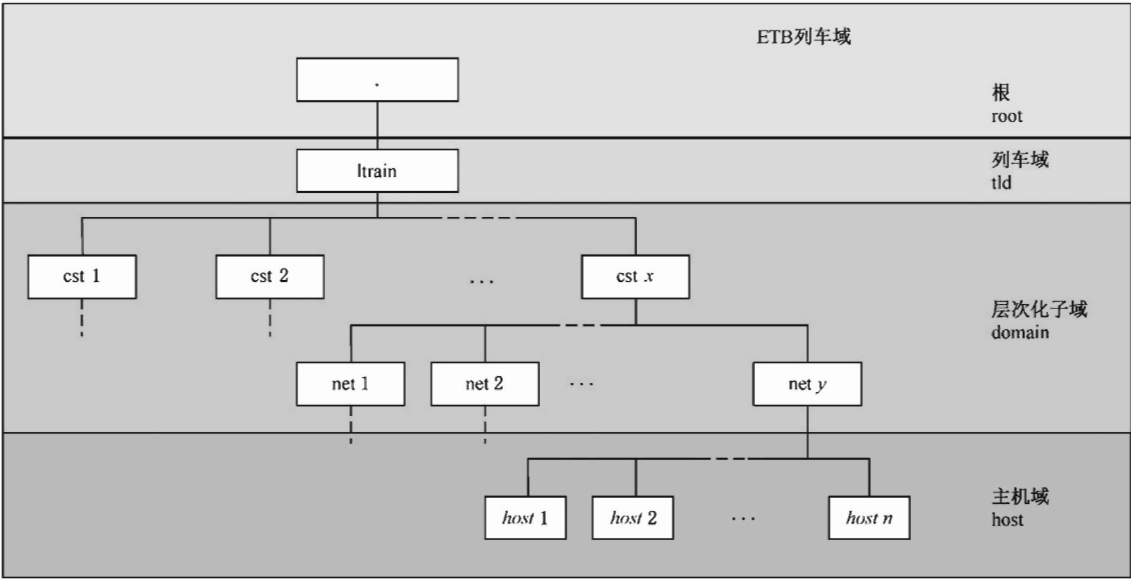 ETB列车域
.
根
root
ltrain
列车域
tld
cst 1
cst 2
...
cst x
层次化子域
domain
net 1
net 2
...
net y
host 1
host 2
...
host n
主机域
host